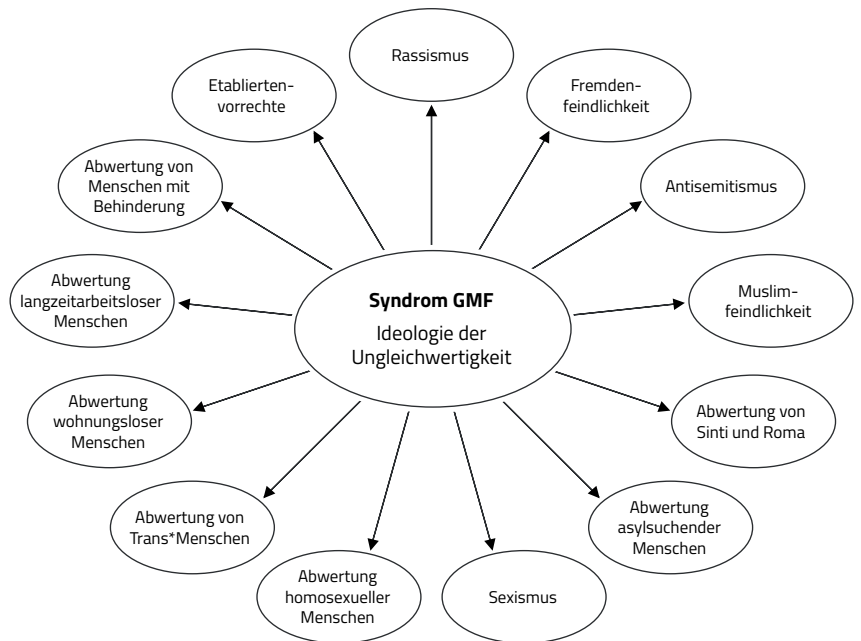 Rassismus
Fremden-
feindlichkeit
Antisemitismus
Muslim-
feindlichkeit
Abwertung von
Sinti und Roma
Abwertung
asylsuchender
Menschen
Sexismus
Abwertung
homosexueller
Menschen
Abwertung von
Trans*Menschen
Abwertung
wohnungsloser
Menschen
Abwertung
langzeitarbeitsloser
Menschen
Abwertung von
Menschen mit
Behinderung
Etablierten-
vorrechte
Syndrom GMF
Ideologie der
Ungleichwertigkeit